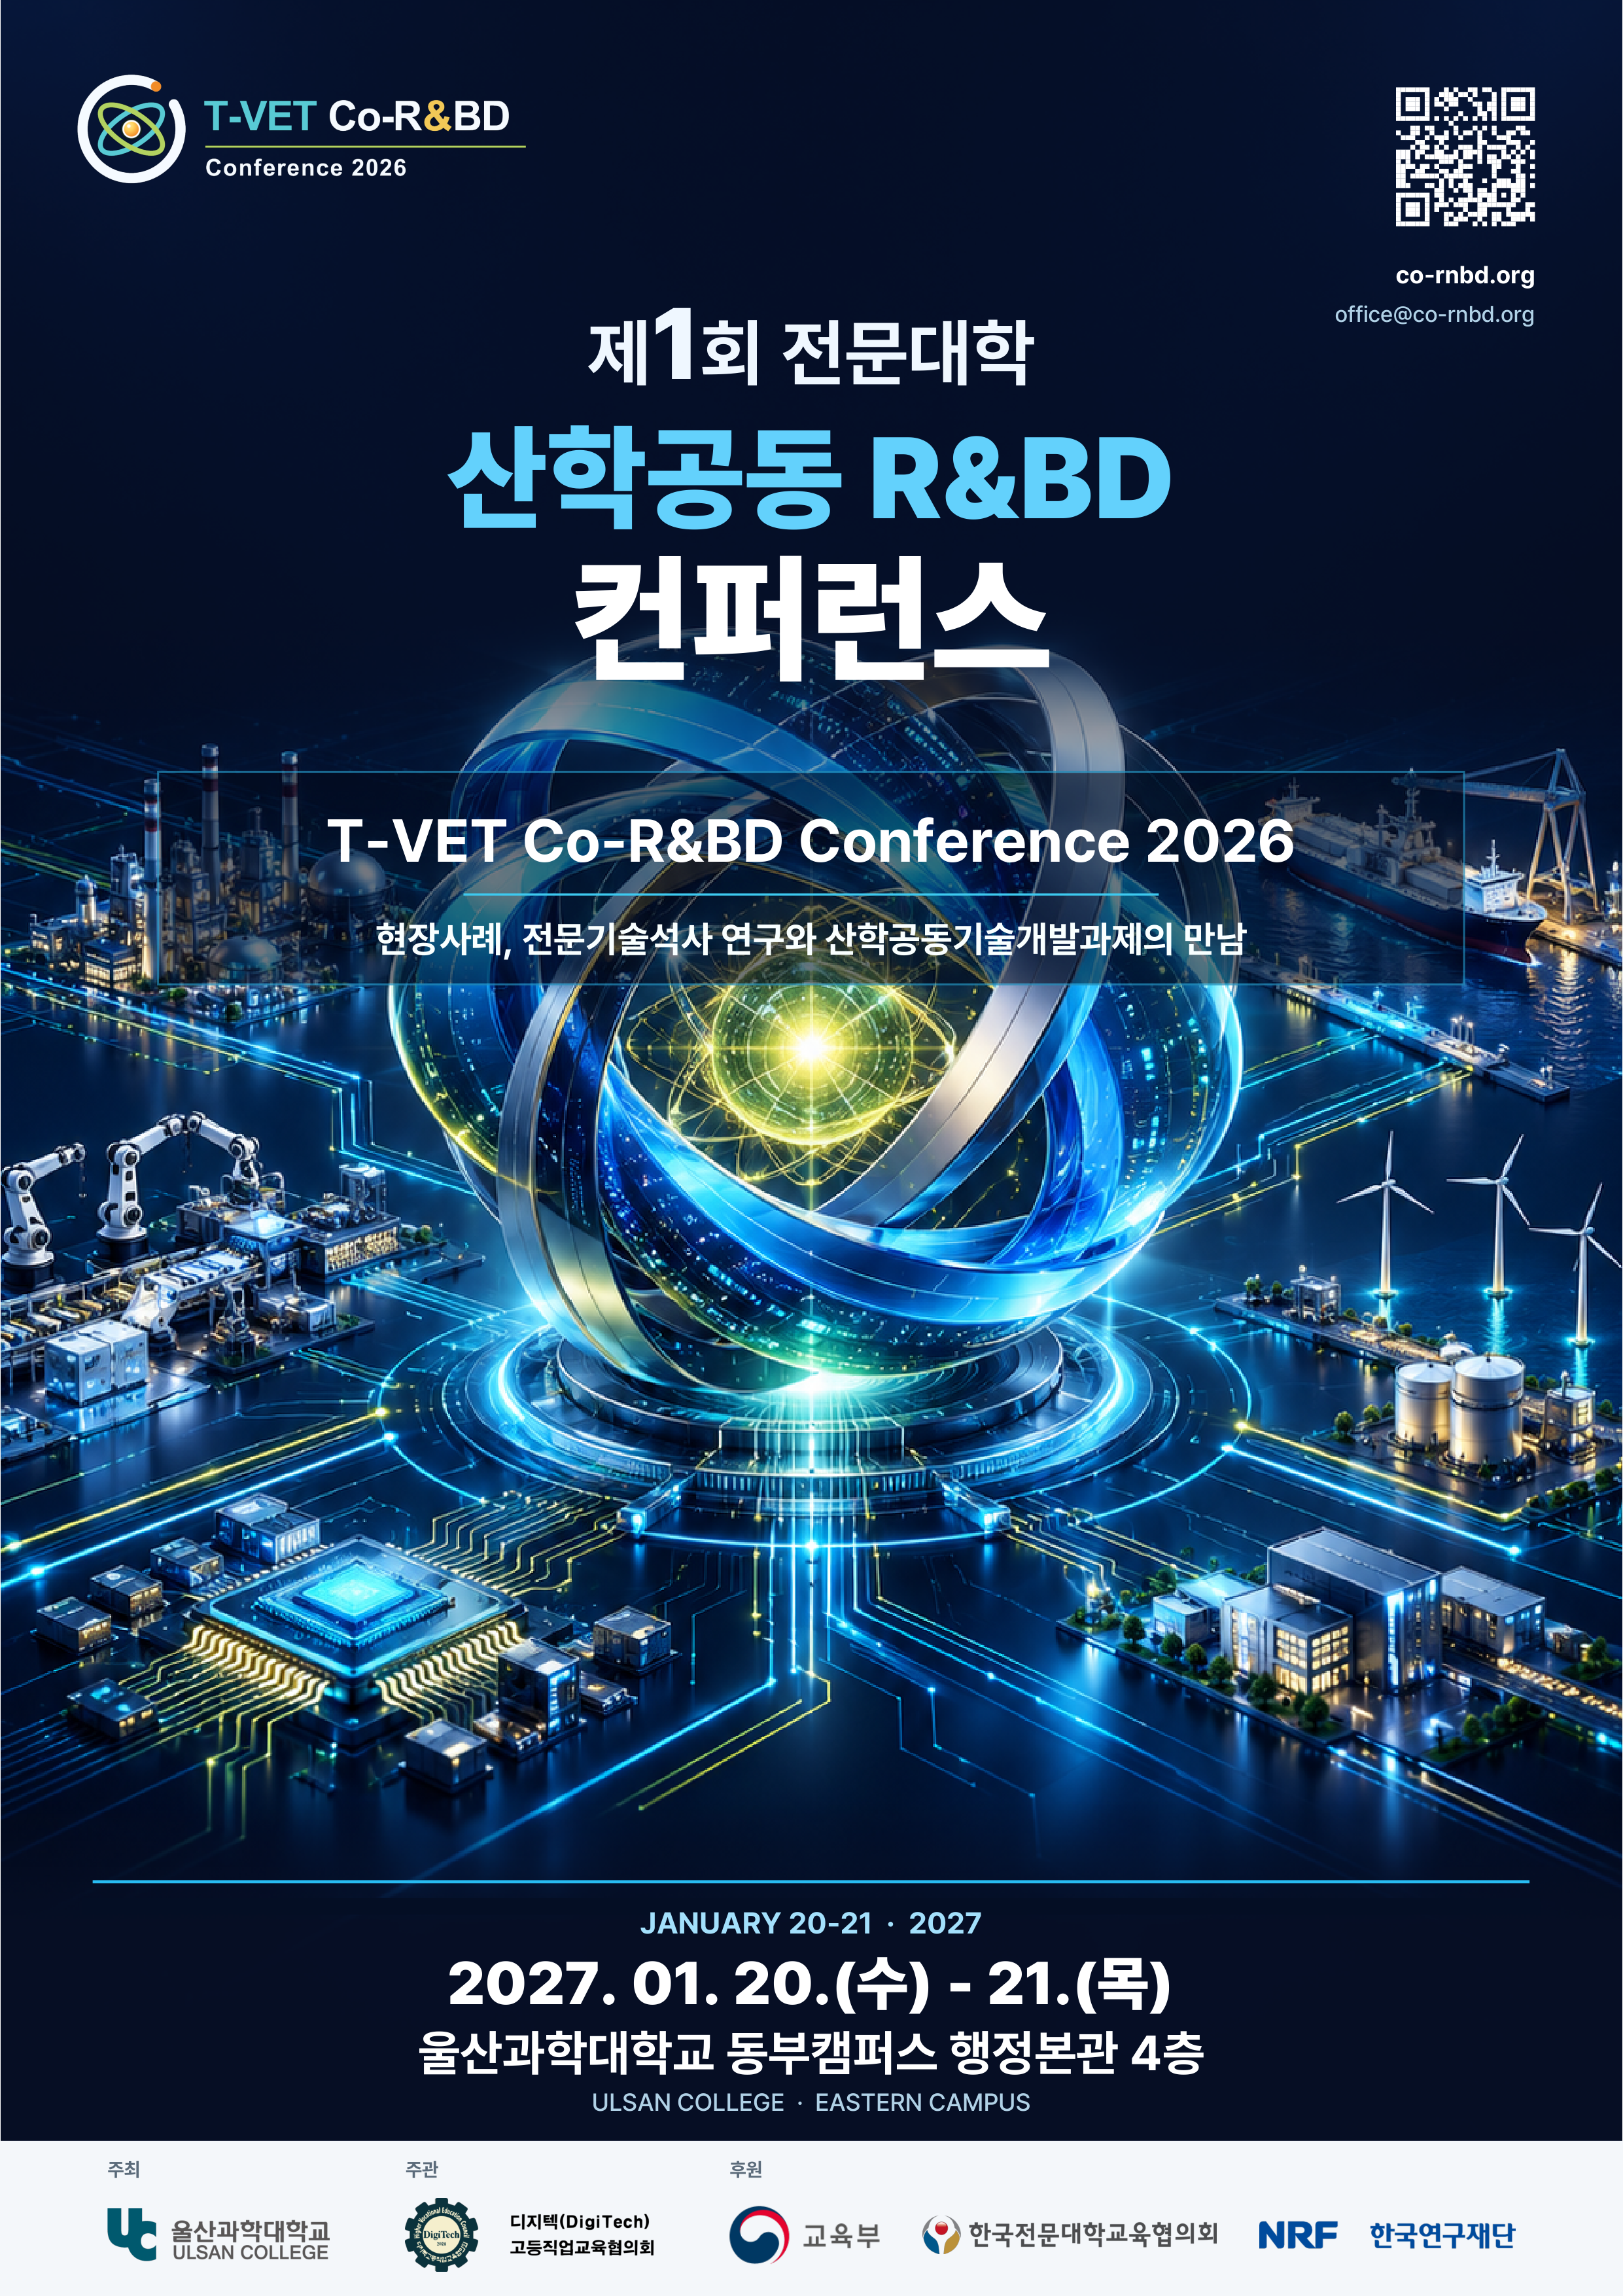 T-VET Co-R&BD
Conference 2026
co-rnbd.org
office@co-rnbd.org
제1회 전문대학
산학공동 R&BD
컨퍼런스
T-VET Co-R&BD Conference 2026
현장사례, 전문기술석사 연구와 산학공동기술개발과제의 만남
JANUARY 20-21 · 2027
2027. 01. 20.(수) - 21.(목)
울산과학대학교 동부캠퍼스 행정본관 4층
ULSAN COLLEGE · EASTERN CAMPUS
주최
주관
후원
UC 울산과학대학교
ULSAN COLLEGE
DigiTech
디지텍(DigiTech)
고등직업교육협의회
교육부
한국전문대학교육협의회
NRF 한국연구재단